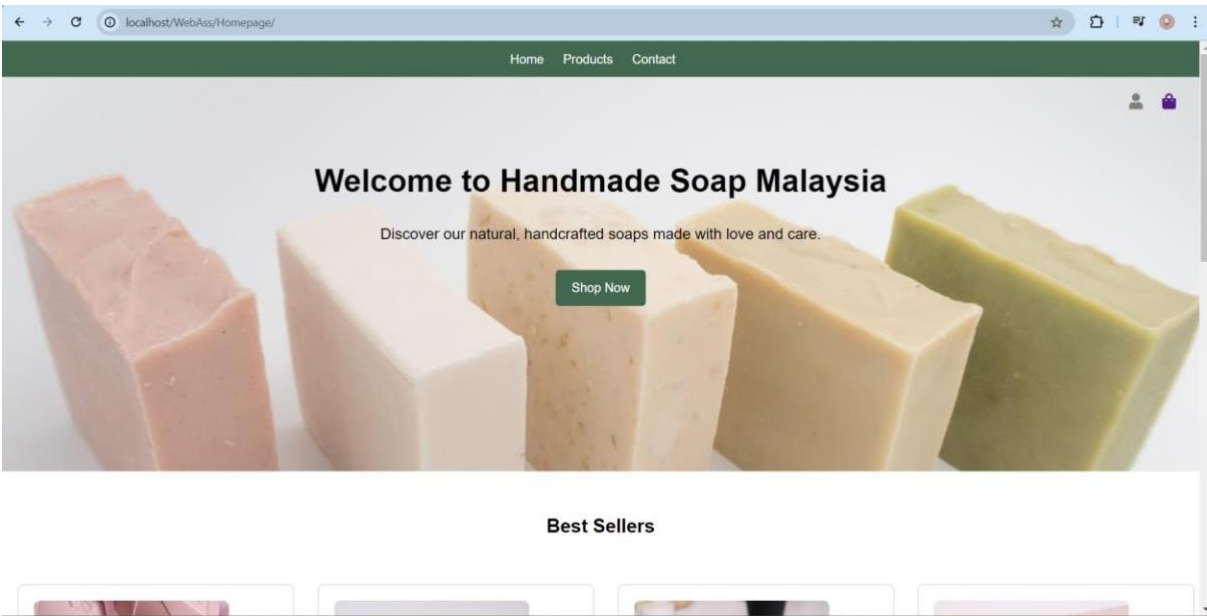 localhost/WebAss/Homepage/
Home Products Contact
Welcome to Handmade Soap Malaysia
Discover our natural, handcrafted soaps made with love and care.
Shop Now
Best Sellers